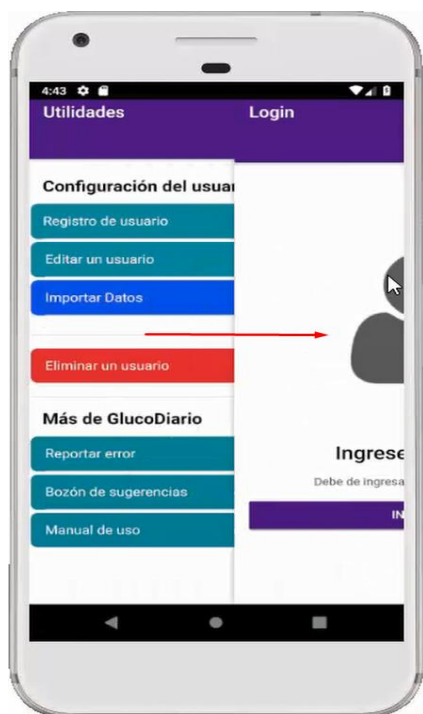 4:43
Utilidades
Login
Configuración del usuar
Registro de usuario
Editar un usuario
Importar Datos
Eliminar un usuario
Más de GlucoDiario
Reportar error
Bozón de sugerencias
Manual de uso
Ingrese
Debe de ingresa
IN